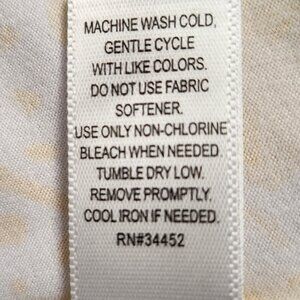 MACHINE WASH COLD,
GENTLE CYCLE
WITH LIKE COLORS.
DO NOT USE FABRIC
SOFTENER.
USE ONLY NON-CHLORINE
BLEACH WHEN NEEDED.
TUMBLE DRY LOW.
REMOVE PROMPTLY.
COOL IRON IF NEEDED.
RN#34452